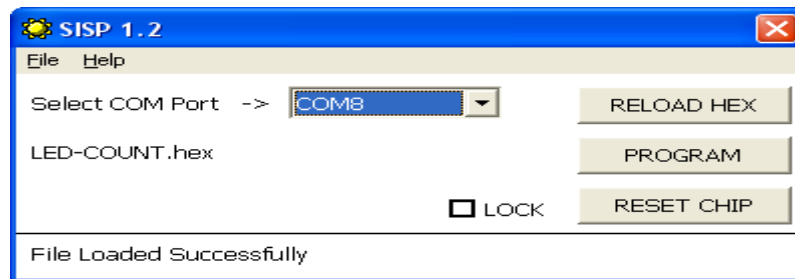 SISP 1.2
File Help
Select COM Port -> COM8 RELOAD HEX
LED-COUNT.hex PROGRAM
LOCK RESET CHIP
File Loaded Successfully